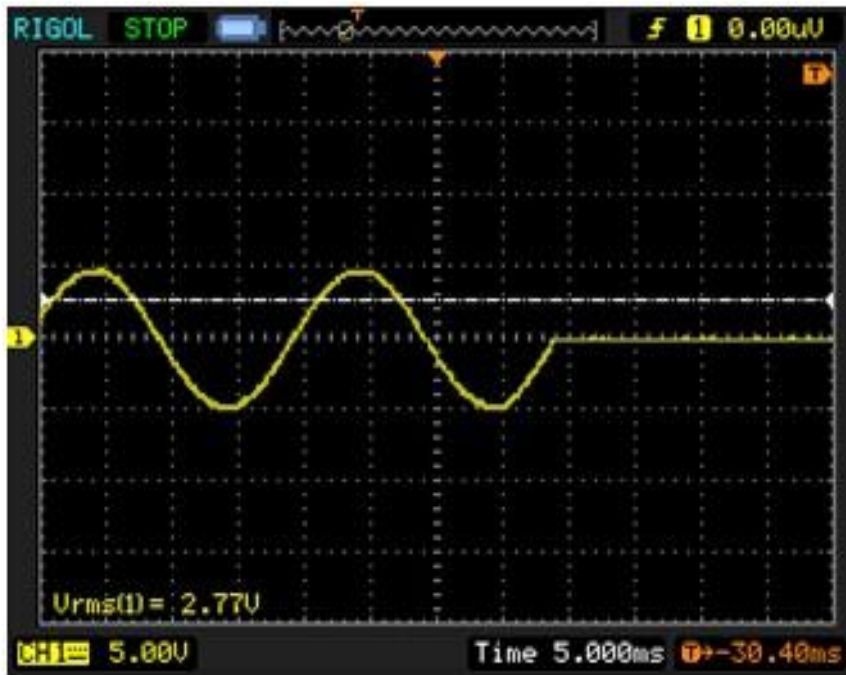 RIGOL STOP T 1 0.00uV
T
1
Vrms(1)= 2.77V
CH1 5.00V Time 5.000ms T→-30.40ms